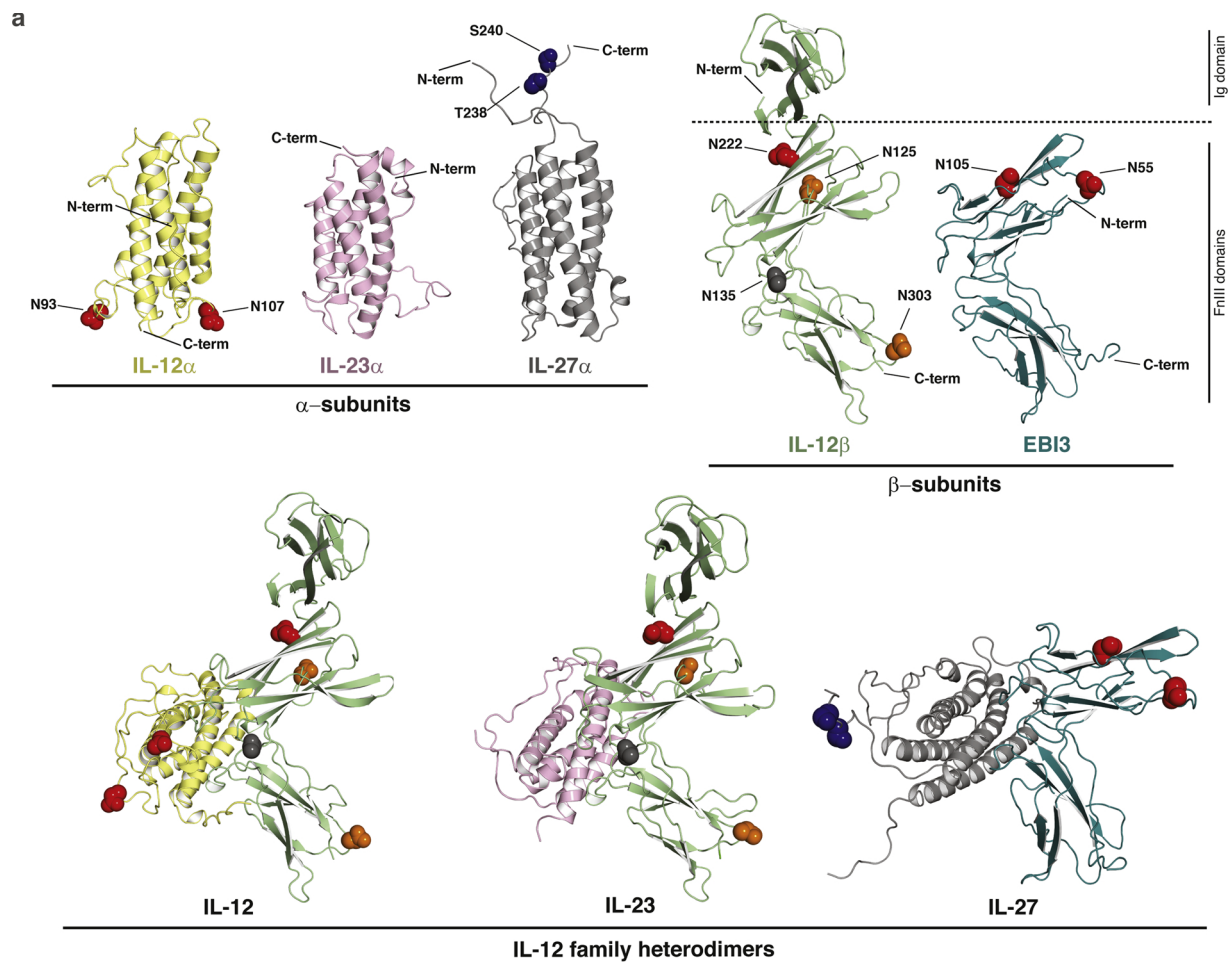 a
S240
C-term
N-term
T238
C-term
N-term
N-term
N93
N107
C-term
IL-12α
IL-23α
IL-27α
α–subunits
N-term
Ig domain
N222
N125
N105
N55
N-term
N135
N303
C-term
C-term
FnIII domains
IL-12β
EBI3
β–subunits
IL-12
IL-23
IL-27
IL-12 family heterodimers